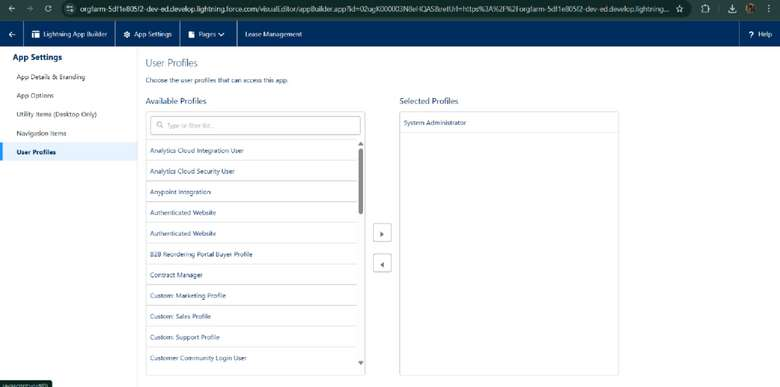 orgfarm-5df1e805f2-dev-ed.develop.lightning.force.com/visualEditor/appBuilder.app?id=02ugK000003N8eHQAS&retUrl=https%3A%2F%2Forgfarm-5df1e805f2-dev-ed.develop.lightning...
Lightning App Builder App Settings Pages Lease Management ? Help
App Settings
App Details & Branding
App Options
Utility Items (Desktop Only)
Navigation Items
User Profiles
User Profiles
Choose the user profiles that can access this app.
Available Profiles
Type to filter list...
Analytics Cloud Integration User
Analytics Cloud Security User
Anypoint Integration
Authenticated Website
Authenticated Website
B2B Reordering Portal Buyer Profile
Contract Manager
Custom: Marketing Profile
Custom: Sales Profile
Custom: Support Profile
Customer Community Login User
Selected Profiles
System Administrator